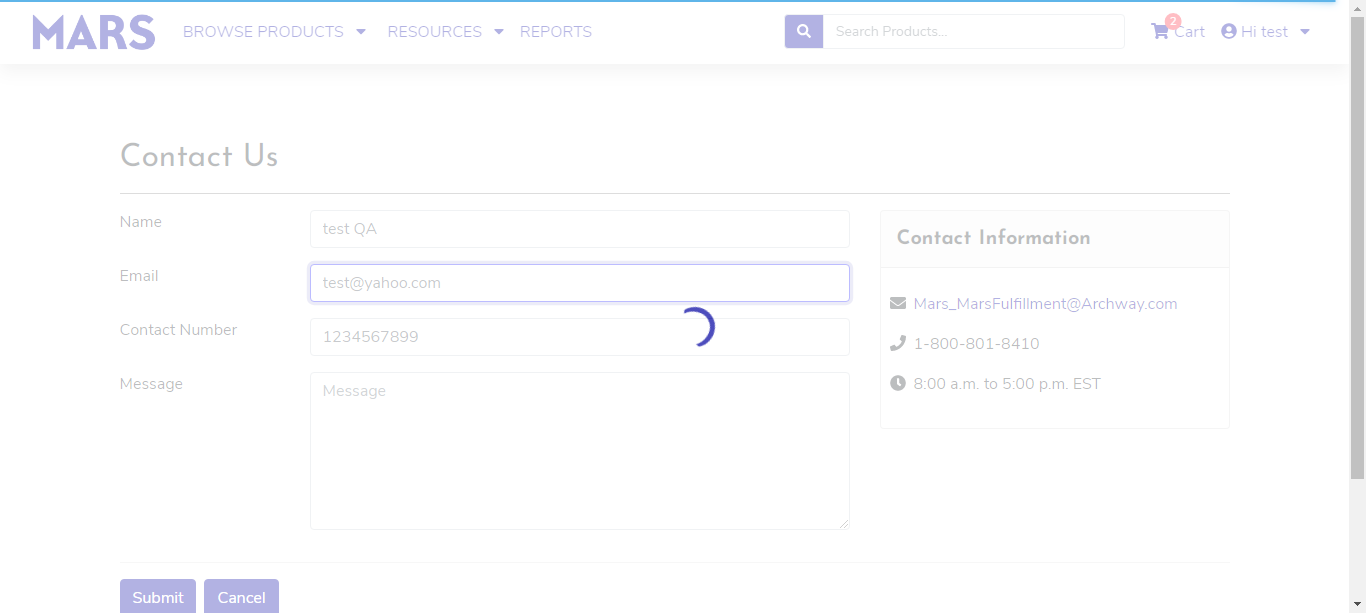 MARS BROWSE PRODUCTS RESOURCES REPORTS Search Products... 2 Cart Hi test
Contact Us
Name test QA
Email test@yahoo.com
Contact Number 1234567899
Message Message
Contact Information
Mars_MarsFulfillment@Archway.com
1-800-801-8410
8:00 a.m. to 5:00 p.m. EST
Submit Cancel